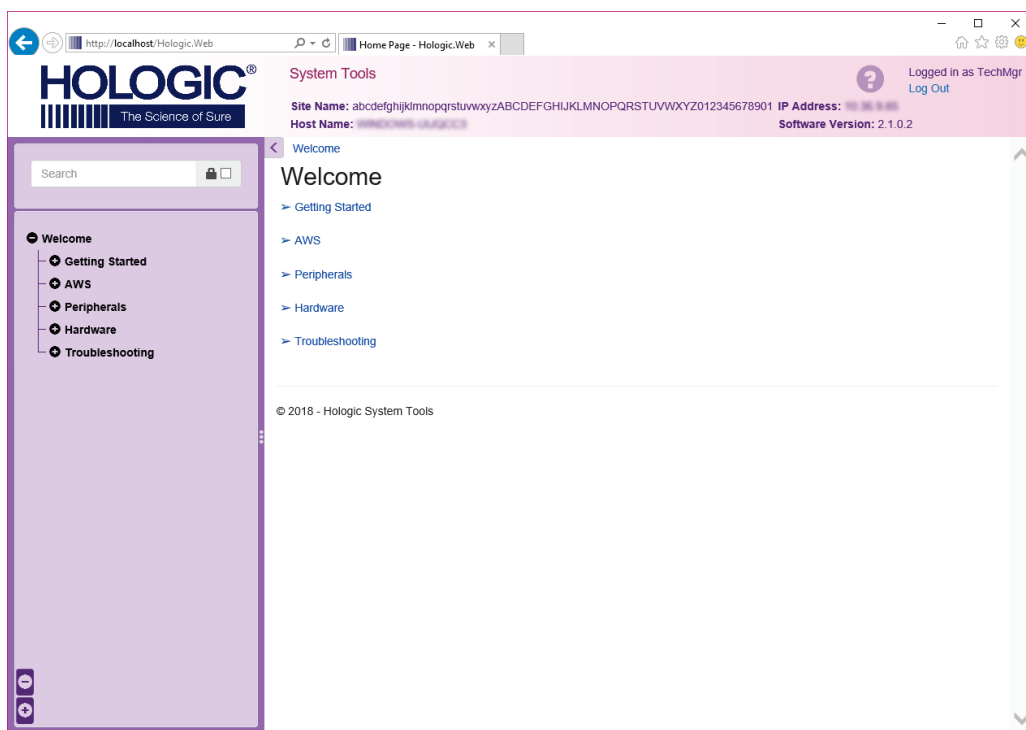 http://localhost/Hologic.Web
Home Page - Hologic.Web
HOLOGIC®
The Science of Sure
System Tools
Logged in as TechMgr
Log Out
Site Name: abcdefghijklmnopqrstuvwxyzABCDEFGHIJKLMNOPQRSTUVWXYZ012345678901 IP Address:
Host Name:
Software Version: 2.1.0.2
Search
Welcome
Getting Started
AWS
Peripherals
Hardware
Troubleshooting
Welcome
Welcome
Getting Started
AWS
Peripherals
Hardware
Troubleshooting
© 2018 - Hologic System Tools